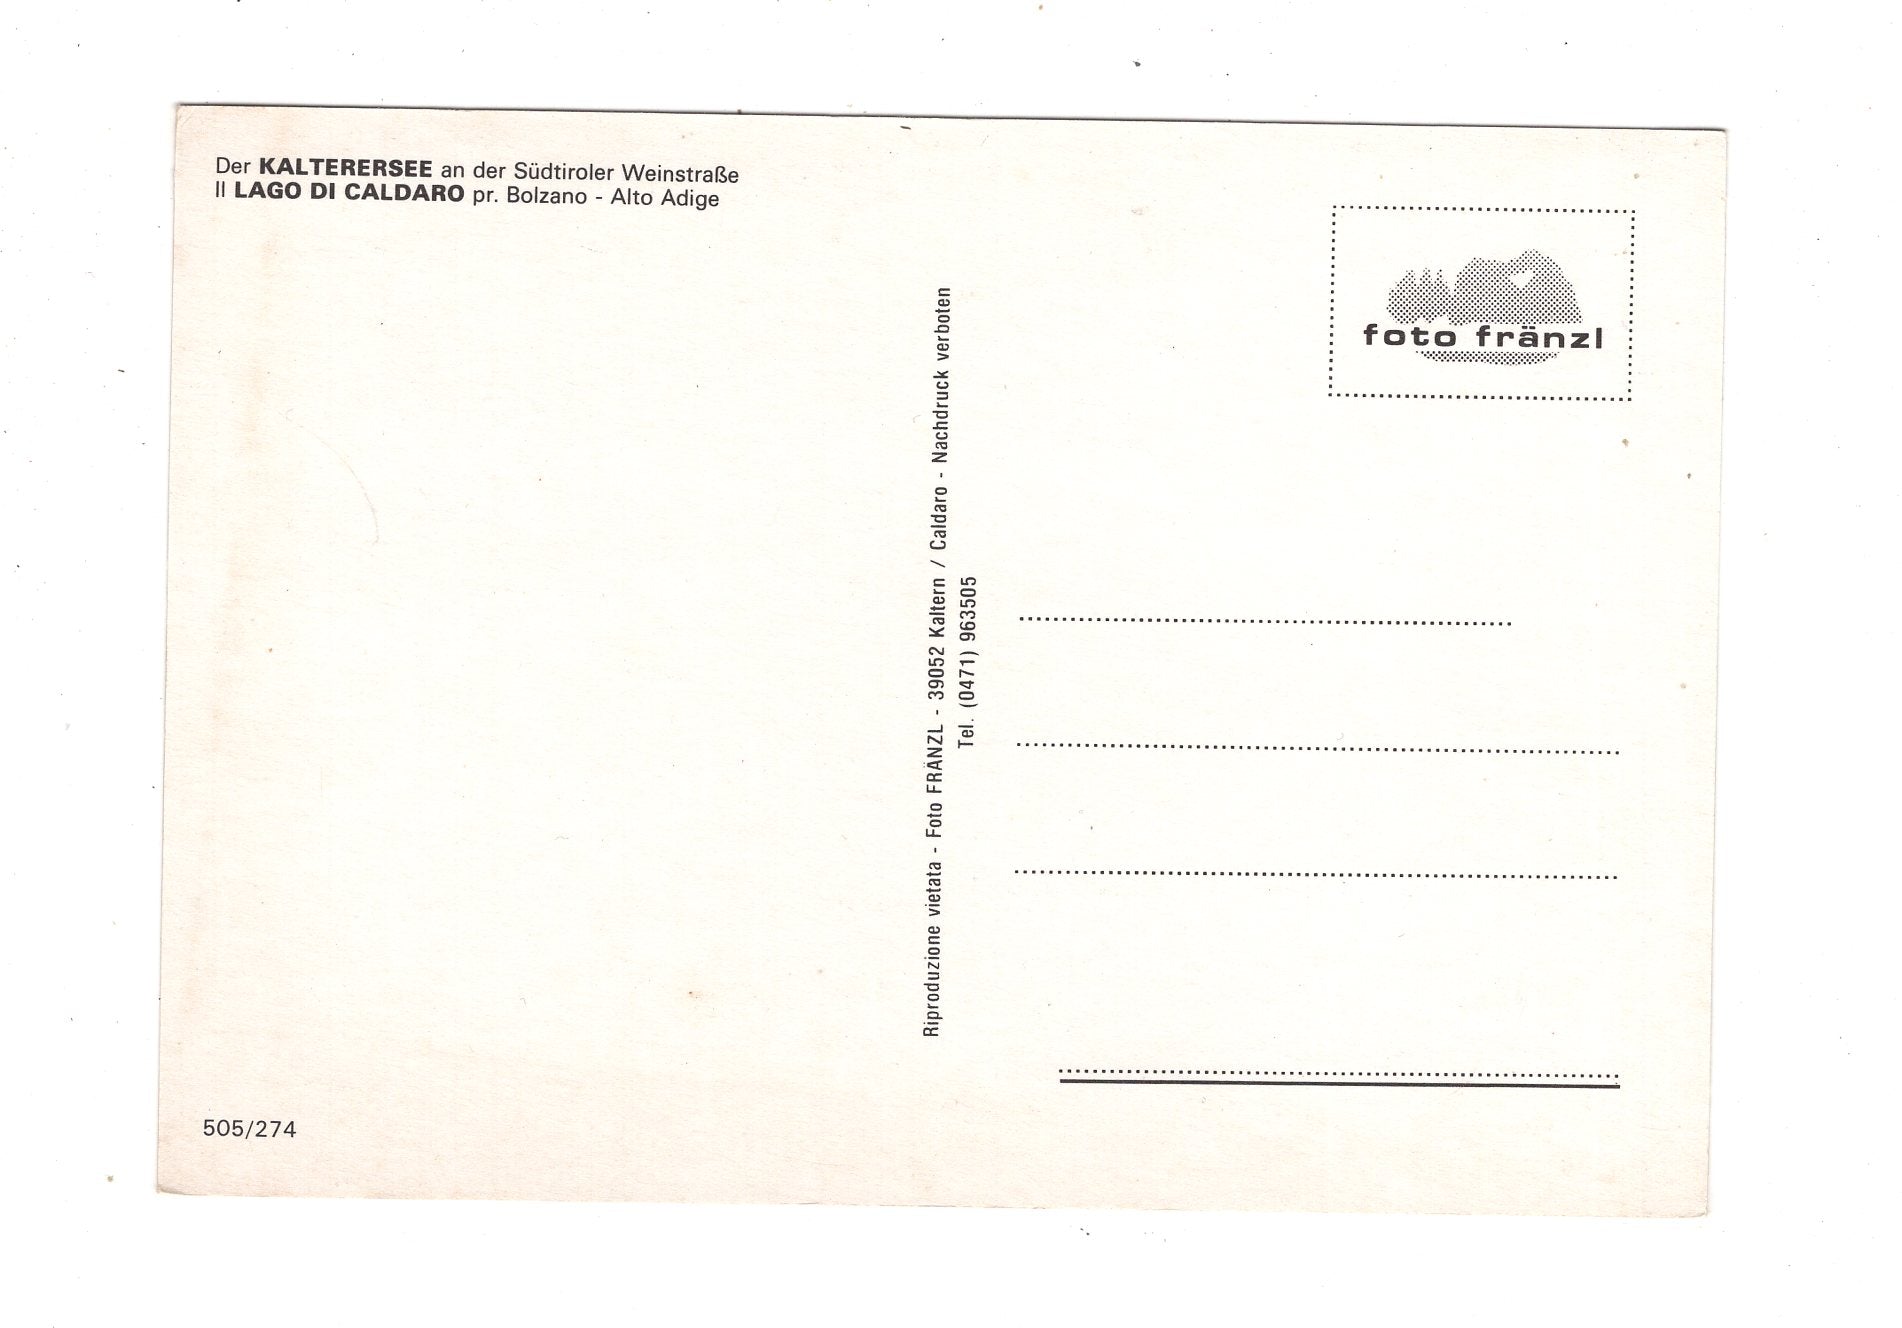 Der KALTERERSEE an der Südtiroler Weinstraße
Il LAGO DI CALDARO pr. Bolzano - Alto Adige
foto fränzl
Riproduzione vietata - Foto FRÄNZL - 39052 Kaltern / Caldaro - Nachdruck verboten
Tel. (0471) 963505
505/274